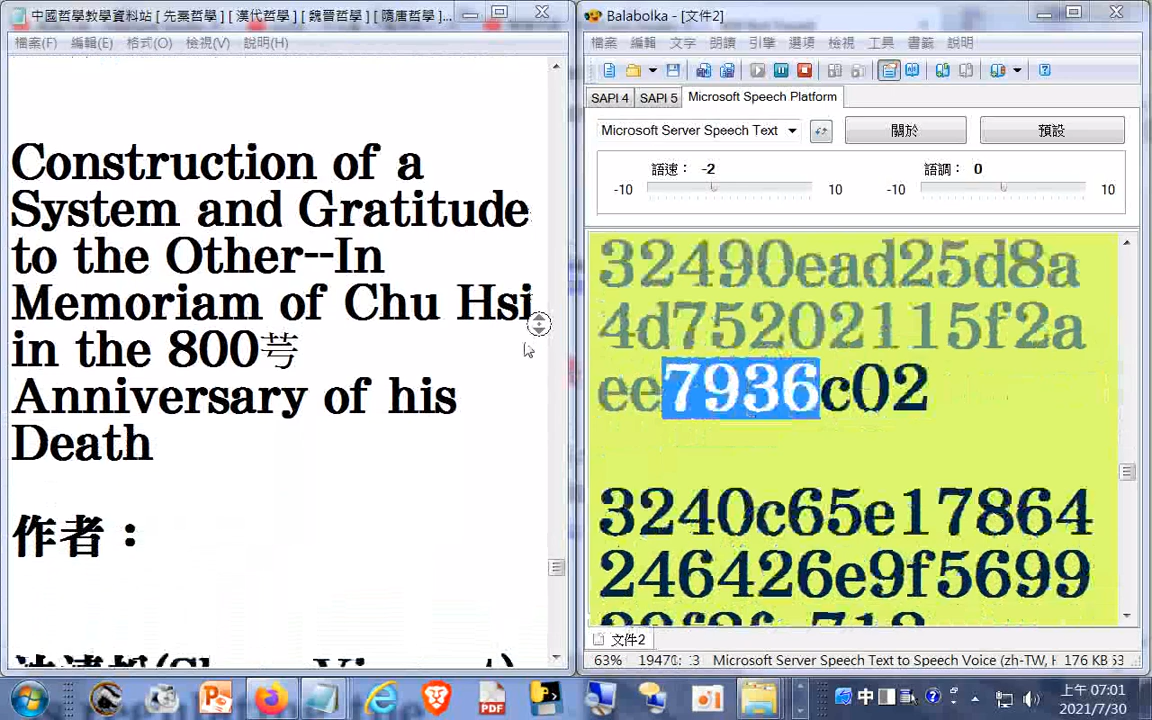 中國哲學教學資料站 [ 先秦哲學 ] [ 漢代哲學 ] [ 魏晉哲學 ] [ 隋唐哲學 ]...
檔案(F) 編輯(E) 格式(O) 檢視(V) 說明(H)
Construction of a
System and Gratitude
to the Other--In
Memoriam of Chu Hsi
in the 800
Anniversary of his
Death
作者：
Balabolka - [文件2]
檔案 編輯 文字 朗讀 引擎 選項 檢視 工具 書籤 說明
SAPI 4 SAPI 5 Microsoft Speech Platform
Microsoft Server Speech Text 關於 預設
語速： -2 語調： 0
-10 10 -10 10
32490ead25d8a
4d75202115f2a
ee7936c02
3240c65e17864
246426e9f5699
文件2
63% Microsoft Server Speech Text to Speech Voice (zh-TW, H 176 KB
中
上午 07:01
2021/7/30